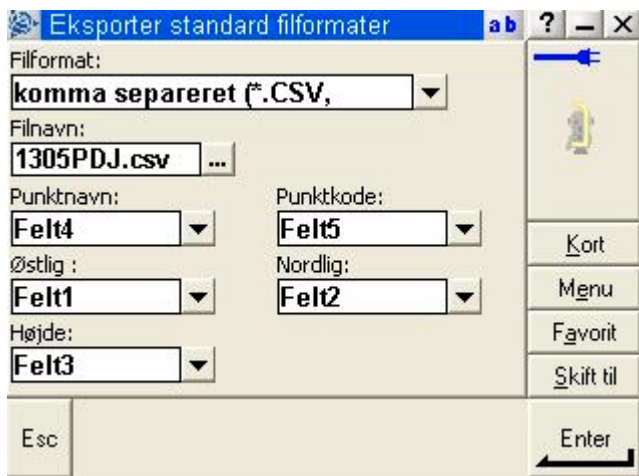 Eksporter standard filformater ab ? – X
Filformat:
komma separeret (*.CSV,
Filnavn:
1305PDJ.csv ...
Punktnavn: Punktkode:
Felt4 Felt5
Østlig : Nordlig:
Felt1 Felt2
Højde:
Felt3
Kort
Menu
Favorit
Skift til
Esc Enter